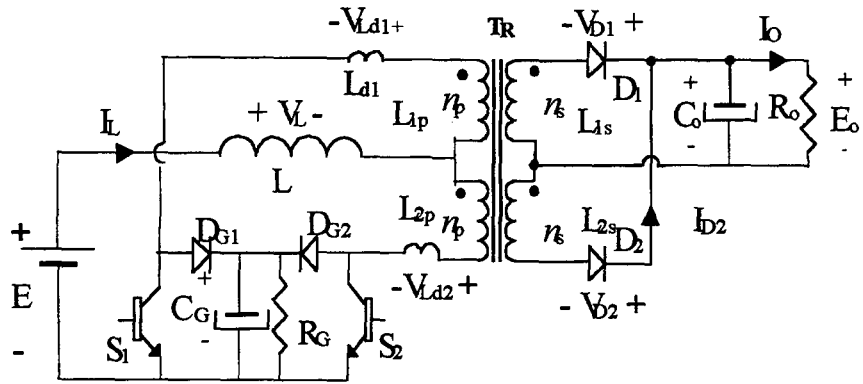 -VLd1+
TR
-VD1+
IO
Ld1
D1
np
ns
L1p
L1s
+
Co
-
Ro
+
Eo
-
IL
+ VL -
L
L2p
np
ns
L2s
D2
ID2
DG1
DG2
+
E
-
+
CG
-
RG
-VLd2+
- VD2 +
S1
S2